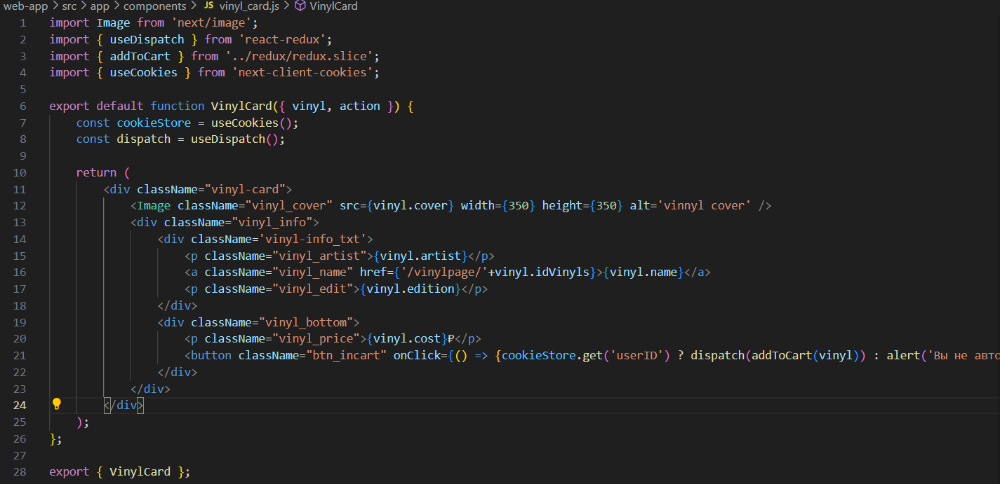 web-app > src > app > components > JS vinyl_card.js > VinylCard
1 import Image from 'next/image';
2 import { useDispatch } from 'react-redux';
3 import { addToCart } from '../redux/redux.slice';
4 import { useCookies } from 'next-client-cookies';
5
6 export default function VinylCard({ vinyl, action }) {
7 const cookieStore = useCookies();
8 const dispatch = useDispatch();
9
10 return (
11 <div className="vinyl-card">
12 <Image className="vinyl_cover" src={vinyl.cover} width={350} height={350} alt='vinnyl cover' />
13 <div className="vinyl_info">
14 <div className='vinyl-info_txt'>
15 <p className="vinyl_artist">{vinyl.artist}</p>
16 <a className="vinyl_name" href={'/vinylpage/'+vinyl.idVinyls}>{vinyl.name}</a>
17 <p className="vinyl_edit">{vinyl.edition}</p>
18 </div>
19 <div className="vinyl_bottom">
20 <p className="vinyl_price">{vinyl.cost}₽</p>
21 <button className="btn_incart" onClick={() => {cookieStore.get('userID') ? dispatch(addToCart(vinyl)) : alert('Вы не авто
22 </div>
23 </div>
24 </div>
25 );
26 };
27
28 export { VinylCard };